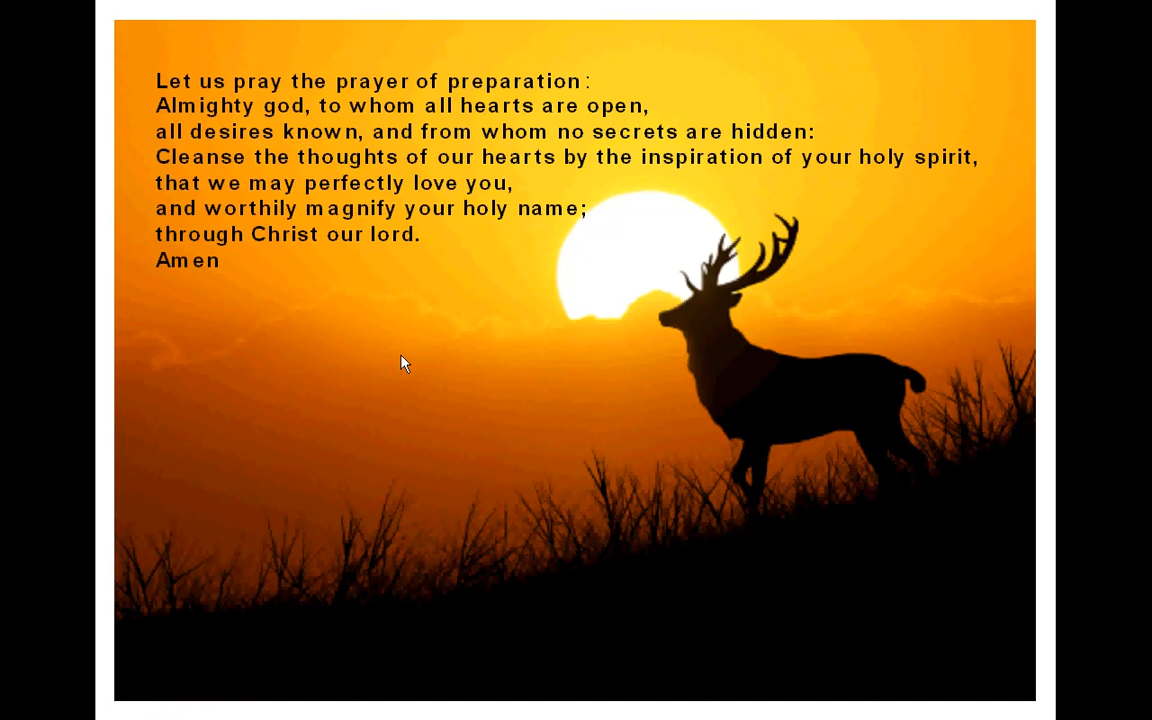 Let us pray the prayer of preparation:
Almighty god, to whom all hearts are open,
all desires known, and from whom no secrets are hidden:
Cleanse the thoughts of our hearts by the inspiration of your holy spirit,
that we may perfectly love you,
and worthily magnify your holy name;
through Christ our lord.
Amen